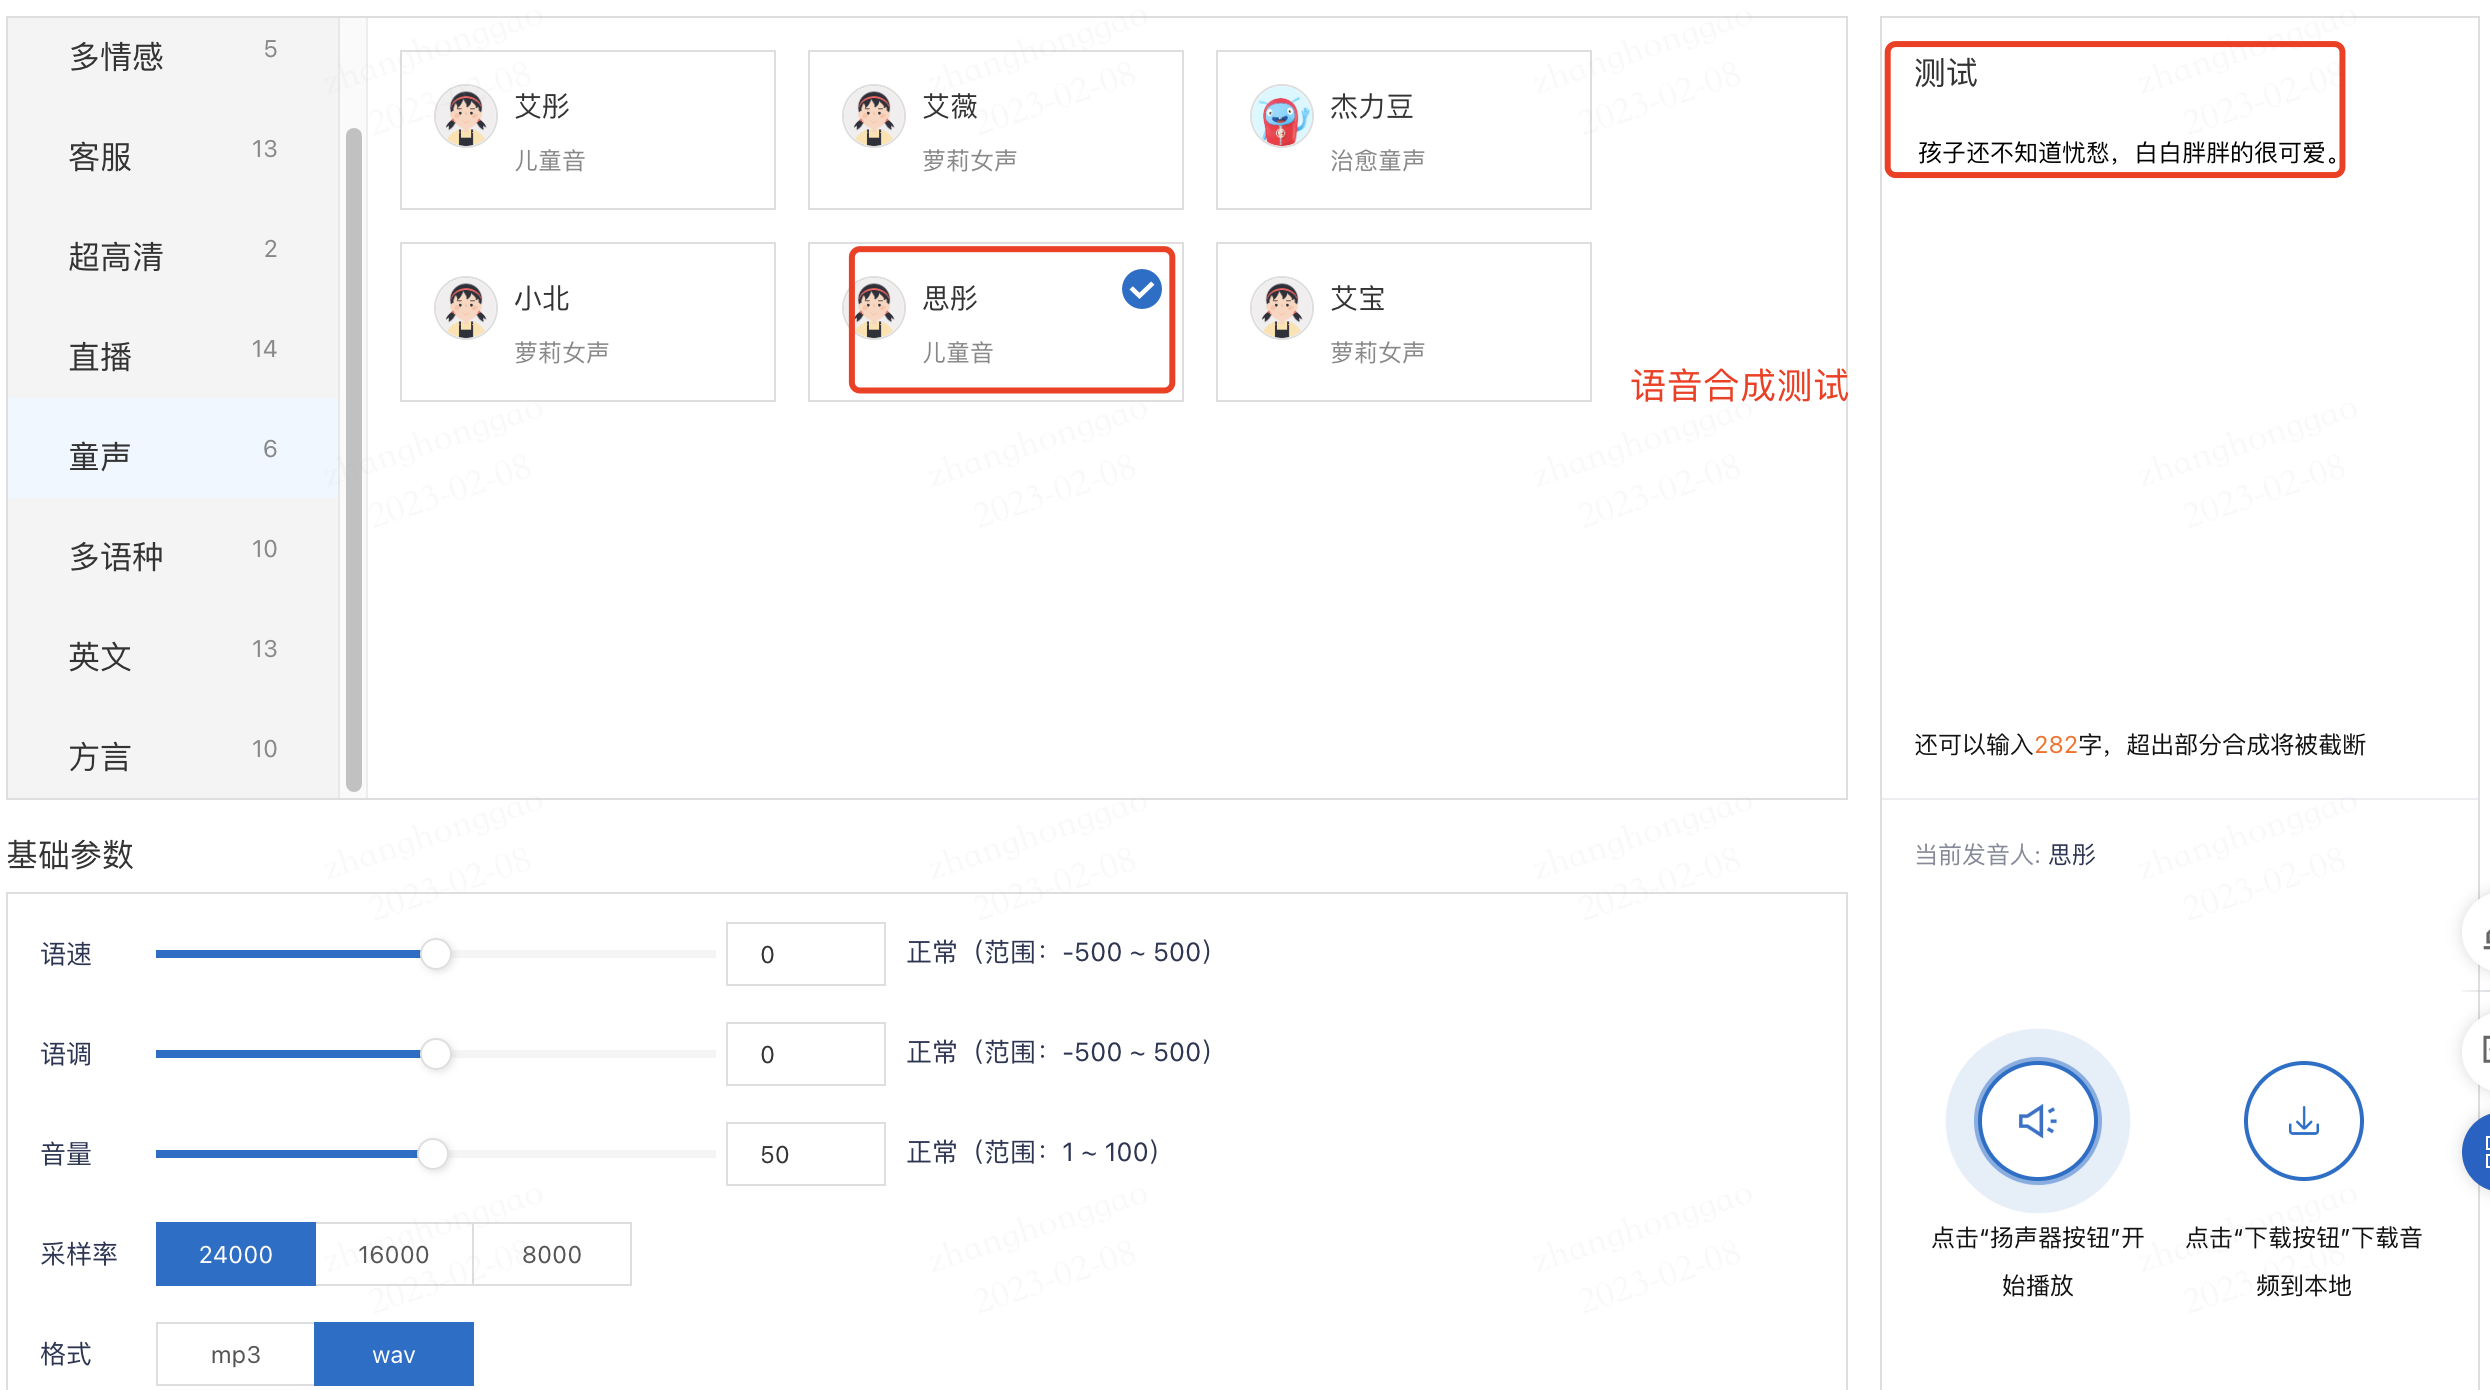 多情感 5
客服 13
超高清 2
直播 14
童声 6
多语种 10
英文 13
方言 10
艾彤
儿童音
艾薇
萝莉女声
杰力豆
治愈童声
小北
萝莉女声
思彤
儿童音
艾宝
萝莉女声
语音合成测试
测试
孩子还不知道忧愁，白白胖胖的很可爱。
还可以输入282字，超出部分合成将被截断
当前发音人: 思彤
点击“扬声器按钮”开
始播放
点击“下载按钮”下载音
频到本地
基础参数
语速 0 正常（范围：-500 ~ 500）
语调 0 正常（范围：-500 ~ 500）
音量 50 正常（范围：1 ~ 100）
采样率 24000 16000 8000
格式 mp3 wav
zhanghonggao
2023-02-08